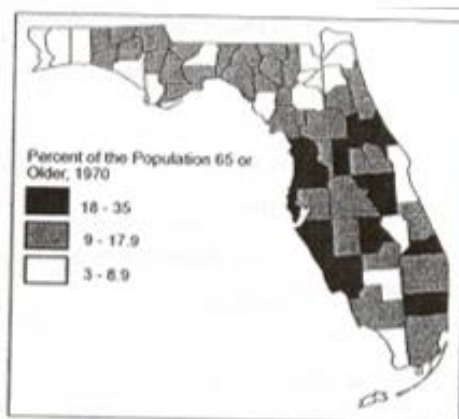 Percent of the Population 65 or
Older, 1970
18 - 35
9 - 17.9
3 - 8.9